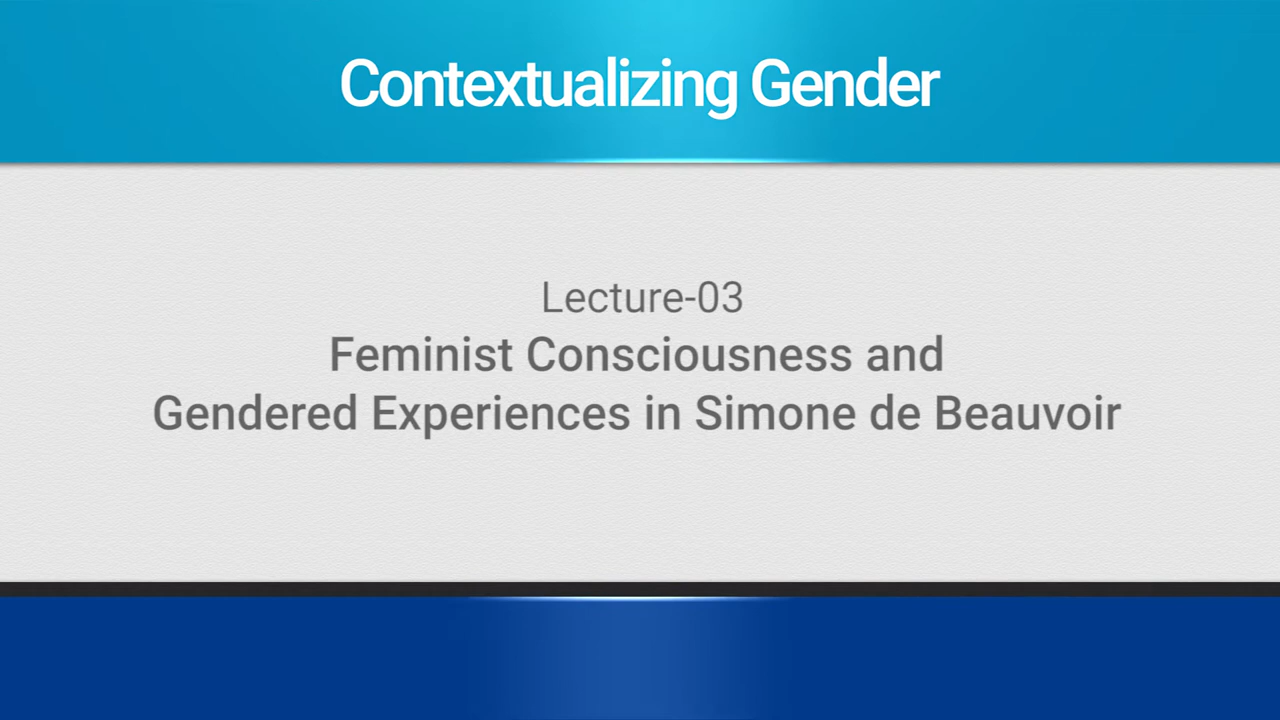 Contextualizing Gender
Lecture-03
Feminist Consciousness and
Gendered Experiences in Simone de Beauvoir